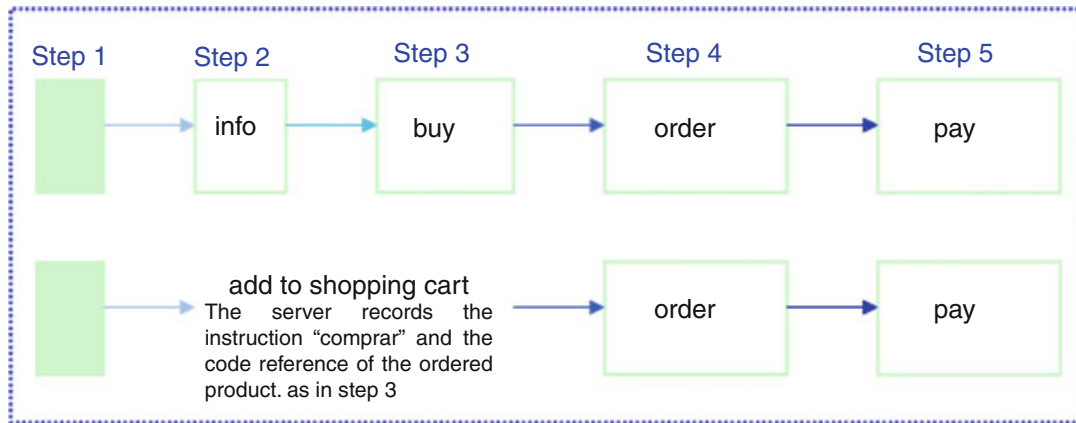 Step 1 Step 2 Step 3 Step 4 Step 5
info buy order pay
add to shopping cart
The server records the
instruction “comprar” and the
code reference of the ordered
product. as in step 3
order pay